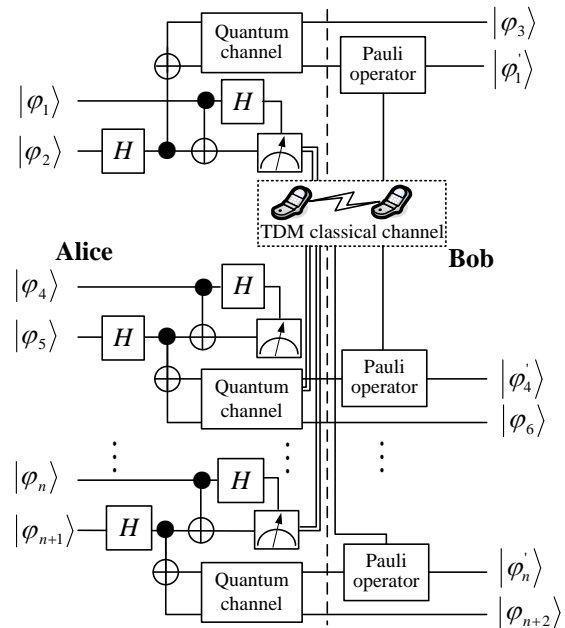 Quantum channel
|φ₃⟩
Pauli operator
|φ₁'⟩
|φ₁⟩
H
|φ₂⟩
H
TDM classical channel
Alice
Bob
|φ₄⟩
H
|φ₅⟩
H
Pauli operator
|φ₄'⟩
Quantum channel
|φ₆⟩
|φₙ⟩
H
|φₙ₊₁⟩
H
Pauli operator
|φₙ'⟩
Quantum channel
|φₙ₊₂⟩